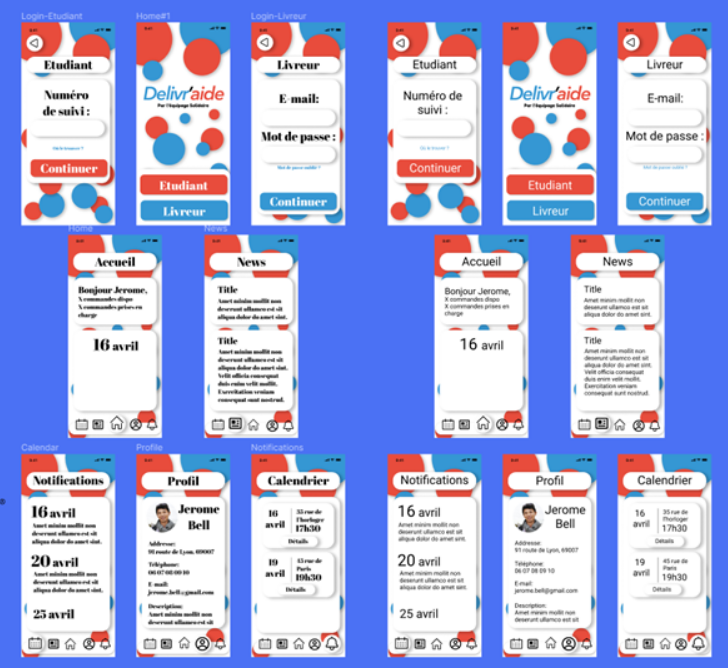 Login-Etudiant
Home#1
Login-Livreur
Etudiant
Numéro
de suivi :
Où le trouver ?
Continuer
Delivr'aide
Par l'équipage Solidaire
Etudiant
Livreur
Livreur
E-mail:
Mot de passe :
Mot de passe oublié ?
Continuer
Etudiant
Numéro de
suivi :
Où le trouver ?
Continuer
Delivr'aide
Par l'équipage Solidaire
Etudiant
Livreur
Livreur
E-mail:
Mot de passe :
Mot de passe oublié ?
Continuer
Home
News
Accueil
Bonjour Jerome,
X commandes dispo
X commandes prises en
charge
16 avril
News
Title
Amet minim mollit non
deserunt ullamco est sit
aliqua dolor do amet sint.
Title
Amet minim mollit non
deserunt ullamco est sit
aliqua dolor do amet sint.
Velit officia consequat
duis enim velit mollit.
Exercitation veniam
consequat sunt nostrud.
Accueil
Bonjour Jerome,
X commandes dispo
X commandes prises en
charge
16 avril
News
Title
Amet minim mollit non
deserunt ullamco est sit
aliqua dolor do amet sint.
Title
Amet minim mollit non
deserunt ullamco est sit
aliqua dolor do amet sint.
Velit officia consequat
duis enim velit mollit.
Exercitation veniam
consequat sunt nostrud.
Calendar
Profile
Notifications
Notifications
16 avril
Amet minim mollit non
deserunt ullamco est sit
aliqua dolor do amet sint.
20 avril
Amet minim mollit non
deserunt ullamco est sit
aliqua dolor do amet sint.
25 avril
Profil
Jerome
Bell
Addresse:
91 route de Lyon, 69007
Téléphone:
06 07 08 09 10
E-mail:
jerome.bell@gmail.com
Description:
Amet minim mollit non
deserunt ullamco est sit
Calendrier
16
avril
35 rue de
l'horloger
17h30
Détails
19
avril
45 rue de
Paris
19h30
Détails
Notifications
16 avril
Amet minim mollit non
deserunt ullamco est sit
aliqua dolor do amet sint.
20 avril
Amet minim mollit non
deserunt ullamco est sit
aliqua dolor do amet sint.
25 avril
Profil
Jerome
Bell
Addresse:
91 route de Lyon, 69007
Téléphone:
06 07 08 09 10
E-mail:
jerome.bell@gmail.com
Description:
Amet minim mollit non
deserunt ullamco est sit
Calendrier
16
avril
35 rue de
l'horloger
17h30
Détails
19
avril
45 rue de
Paris
19h30
Détails